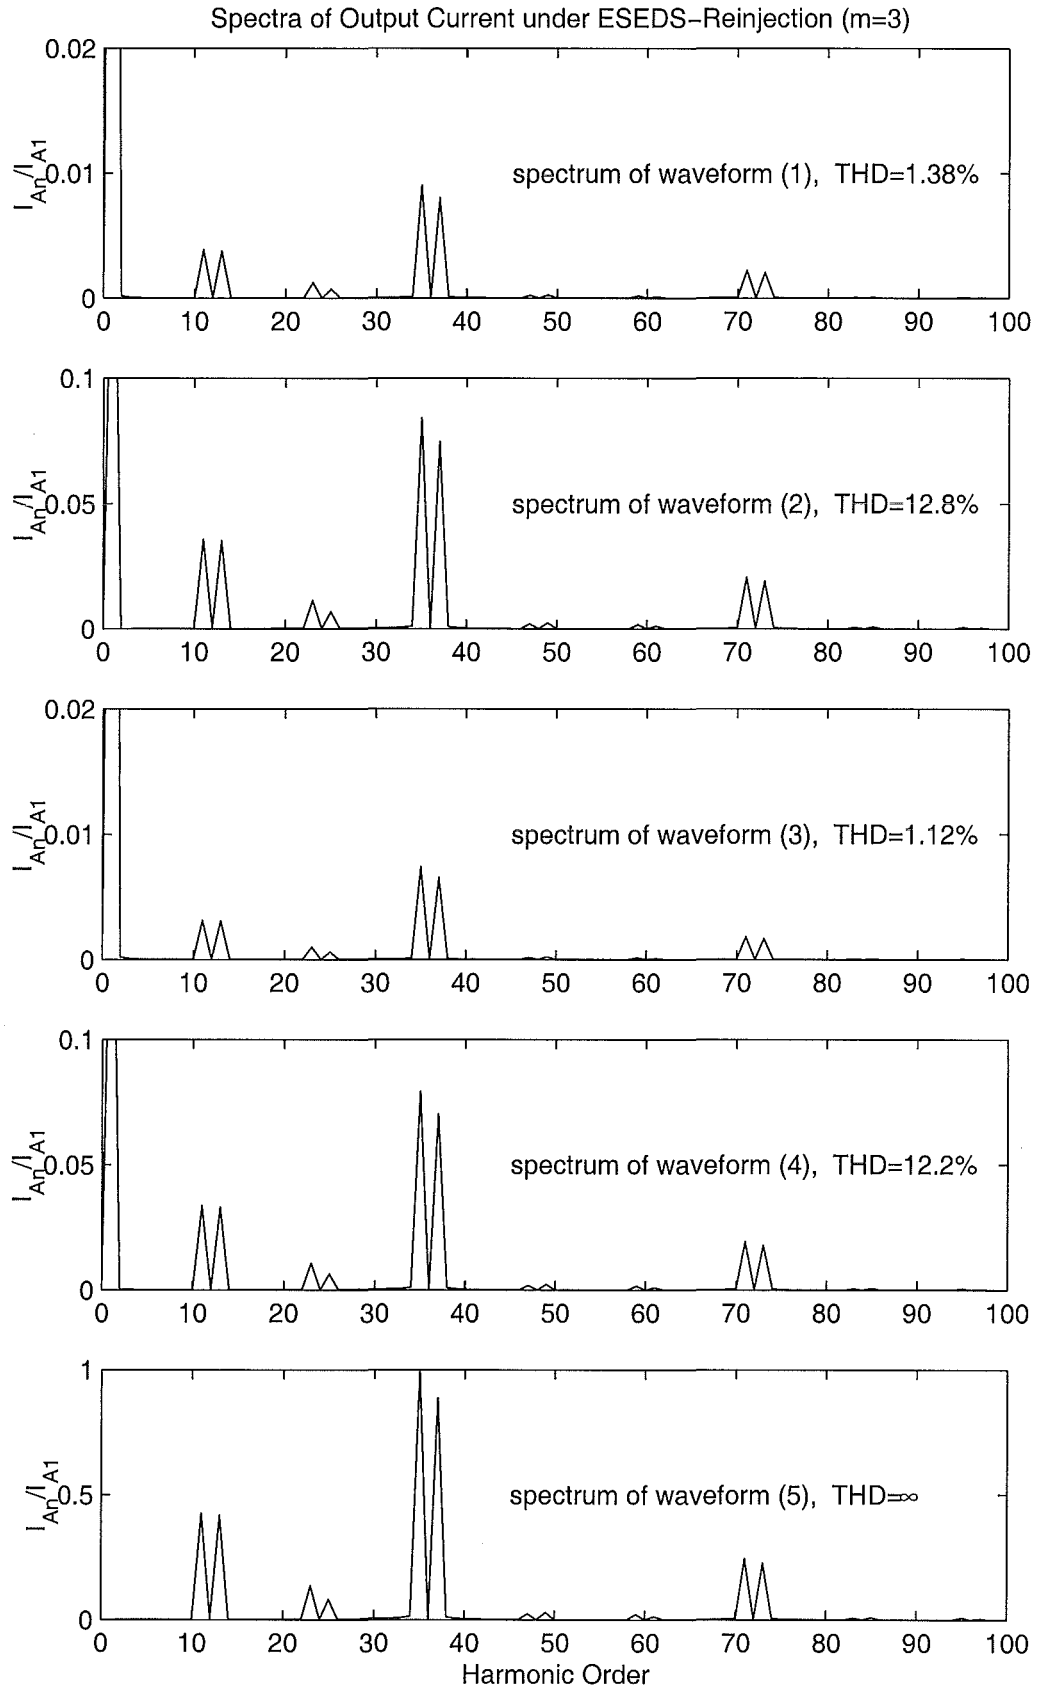 Spectra of Output Current under ESEDS−Reinjection (m=3)
0.02
0.01
0
I_An/I_A1
spectrum of waveform (1), THD=1.38%
0 10 20 30 40 50 60 70 80 90 100
0.1
0.05
0
I_An/I_A1
spectrum of waveform (2), THD=12.8%
0 10 20 30 40 50 60 70 80 90 100
0.02
0.01
0
I_An/I_A1
spectrum of waveform (3), THD=1.12%
0 10 20 30 40 50 60 70 80 90 100
0.1
0.05
0
I_An/I_A1
spectrum of waveform (4), THD=12.2%
0 10 20 30 40 50 60 70 80 90 100
1
0.5
0
I_An/I_A1
spectrum of waveform (5), THD=∞
0 10 20 30 40 50 60 70 80 90 100
Harmonic Order